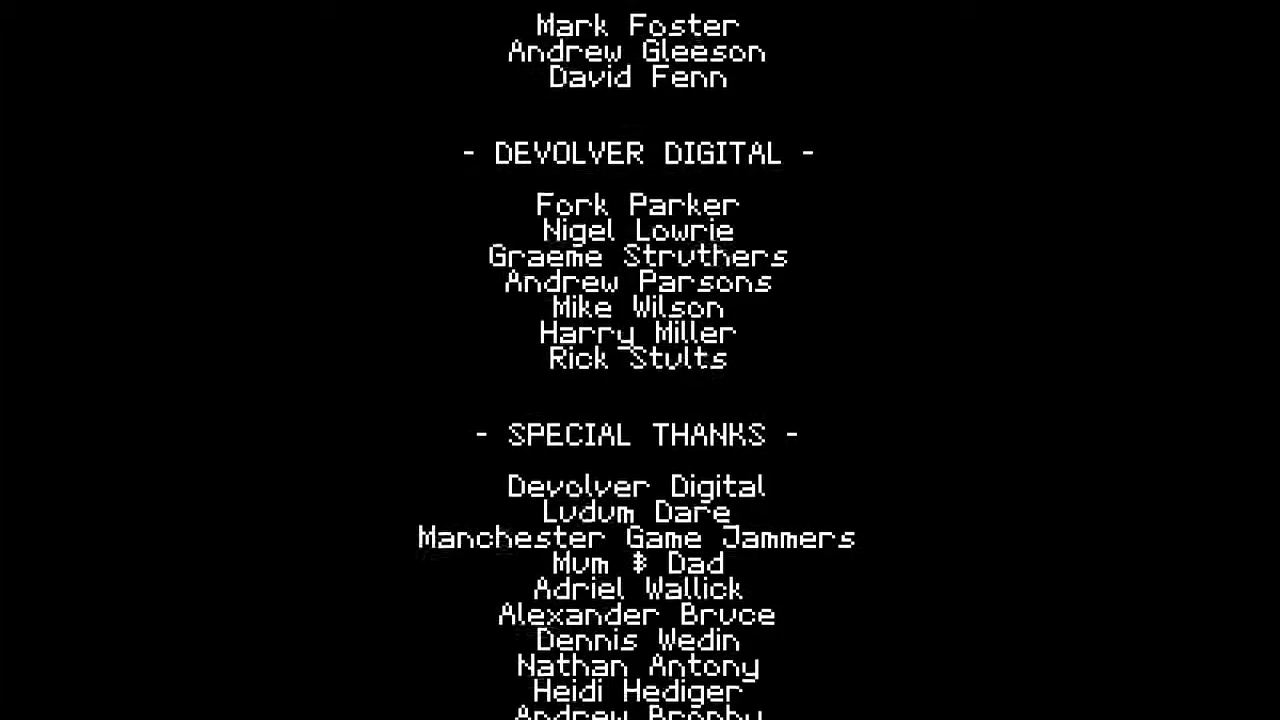 Mark Foster
Andrew Gleeson
David Fenn
- DEVOLVER DIGITAL -
Fork Parker
Nigel Lowrie
Graeme Struthers
Andrew Parsons
Mike Wilson
Harry Miller
Rick Stults
- SPECIAL THANKS -
Devolver Digital
Ludum Dare
Manchester Game Jammers
Mum & Dad
Adriel Wallick
Alexander Bruce
Dennis Wedin
Nathan Antony
Heidi Hediger
Andrew Brophy